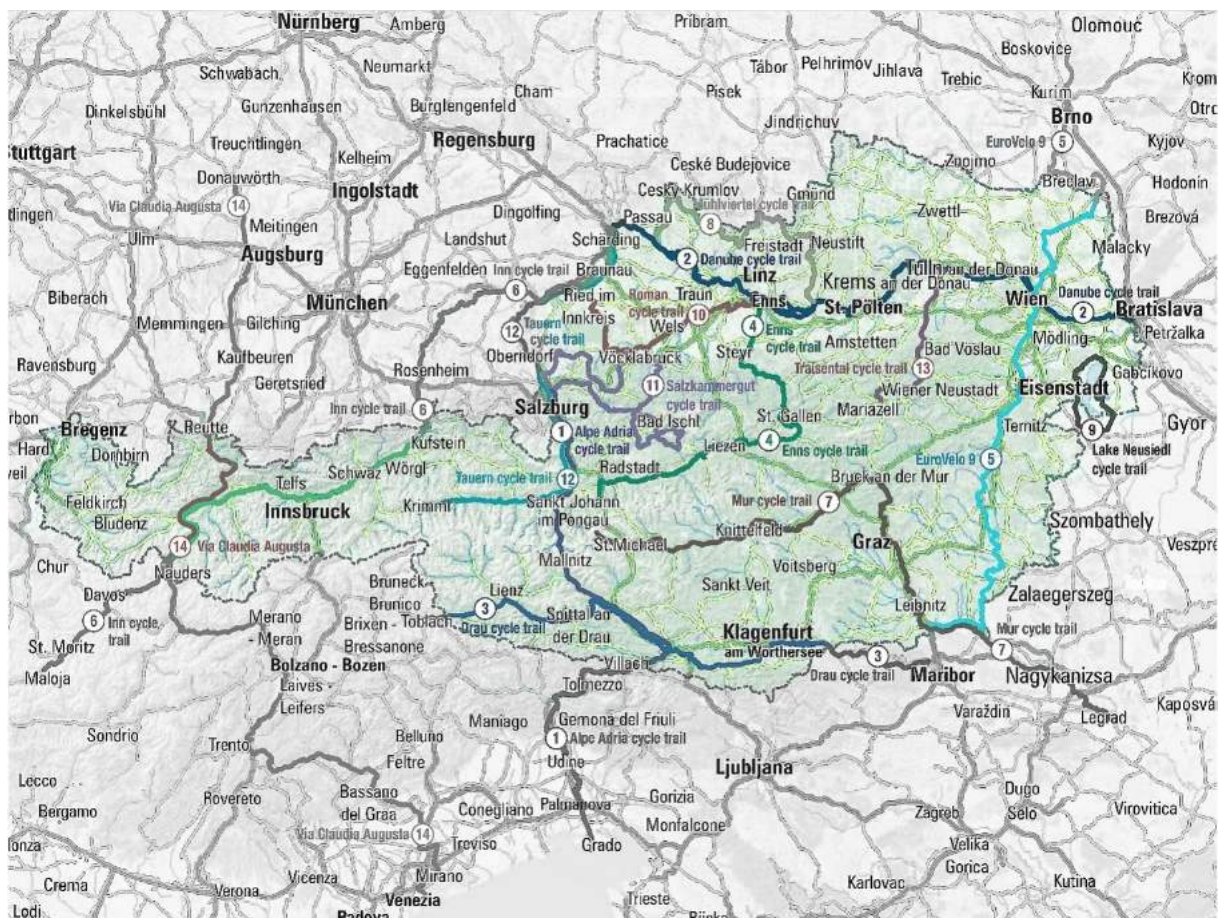 Nürnberg
Amberg
Pribram
Olomouc
Boskovice
Schwabach
Neumarkt
Tábor
Pelhrimov
Jihlava
Trebic
Kurim
Dinkelsbühl
Gunzenhausen
Burglengenfeld
Cham
Pisek
Brno
Jindrichuv
Treuchtlingen
Regensburg
Prachatice
EuroVelo 9
5
Kyjov
Kelheim
Znojmo
Donauwörth
Ingolstadt
České Budejovice
Breclav
Hodonin
Via Claudia Augusta
14
Cesky Krumlov
Gmünd
Meitingen
Dingolfing
Passau
8
Zwettl
Brezová
Ulm
Landshut
Schärding
Freistadt
Neustift
Malacky
Augsburg
2
Danube cycle trail
Eggenfelden
Inn cycle trail
Braunau
Linz
Krems
an der Donau
Biberach
München
6
Ried im
Innkreis
Roman
cycle trail
Traun
10
Wels
Enns
St. Pölten
Wien
Danube cycle trail
2
Bratislava
Memmingen
Gilching
12
Tauern
cycle trail
4
Enns
cycle trail
Amstetten
Mödling
Petržalka
Oberndorf
Vöcklabruck
Steyr
Bad Vöslau
Kaufbeuren
Traisental cycle trail
13
Gabcíkovo
Ravensburg
Geretsried
Rosenheim
11
Salzkammergut
cycle trail
Wiener Neustadt
Eisenstadt
Inn cycle trail
6
Salzburg
Mariazell
Bregenz
Reutte
Bad Ischl
St. Gallen
Ternitz
Györ
Hard
Dornbirn
Kufstein
1
Alpe Adria
cycle trail
Liezen
4
Enns cycle trail
9
Lake Neusiedl
cycle trail
Schwaz
Wörgl
Radstadt
EuroVelo 9
5
Telfs
Tauern cycle trail
12
Bruck an der Mur
Feldkirch
Innsbruck
Krimml
Sankt Johann
im Pongau
Mur cycle trail
7
Bludenz
Knittelfeld
Szombathely
14
Via Claudia Augusta
St. Michael
Graz
Chur
Nauders
Mallnitz
Voitsberg
Davos
Bruneck
Brunico
Lienz
Sankt Veit
Zalaegerszeg
6
Inn cycle
trail
Merano
- Meran
Brixen -
Bressanone
Toblach
3
Drau cycle trail
Spittal an
der Drau
Leibnitz
St. Moritz
Klagenfurt
am Wörthersee
Mur cycle trail
7
Maloja
Bolzano - Bozen
Villach
3
Drau cycle trail
Maribor
Nagykanizsa
Laives -
Leifers
Tolmezzo
Varaždin
Legrad
Maniago
Gemona del Friuli
Sondrio
Trento
Belluno
1
Alpe Adria cycle trail
Feltre
Udine
Ljubljana
Lecco
Bassano
del Graa
Dugo
Selo
Bergamo
Rovereto
Conegliano
Palmanova
Gorizia
Zagreb
Virovitica
Via Claudia Augusta
14
Treviso
Monfalcone
Grado
Velika
Gorica
Crema
Verona
Vicenza
Mirano
Venezia
Trieste
Karlovac
Kutina
Lodi
Padova